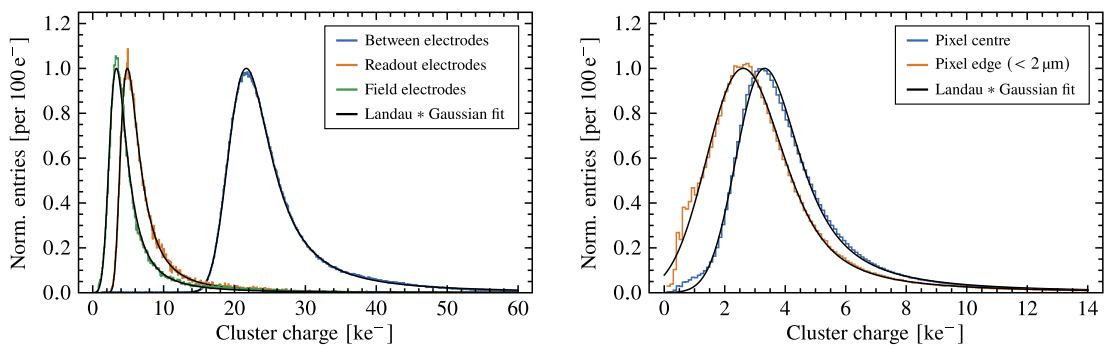 Norm. entries [per 100 e⁻]
1.2
1.0
0.8
0.6
0.4
0.2
0.0
Between electrodes
Readout electrodes
Field electrodes
Landau ∗ Gaussian fit
0 10 20 30 40 50 60
Cluster charge [ke⁻]
Norm. entries [per 100 e⁻]
1.2
1.0
0.8
0.6
0.4
0.2
0.0
Pixel centre
Pixel edge (< 2 μm)
Landau ∗ Gaussian fit
0 2 4 6 8 10 12 14
Cluster charge [ke⁻]